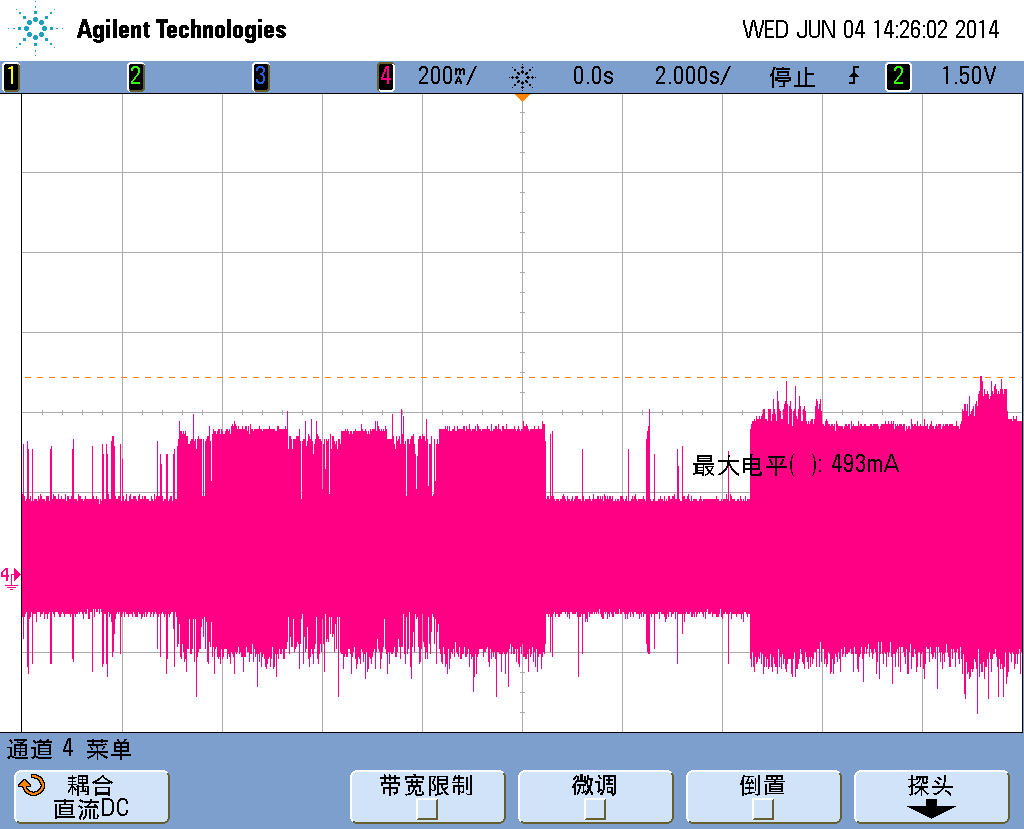 Agilent Technologies WED JUN 04 14:26:02 2014
1 2 3 4 200m/ 0.0s 2.000s/ 停止 2 1.50V
最大电平( ): 493mA
4
通道 4 菜单
耦合 带宽限制 微调 倒置 探头
直流DC